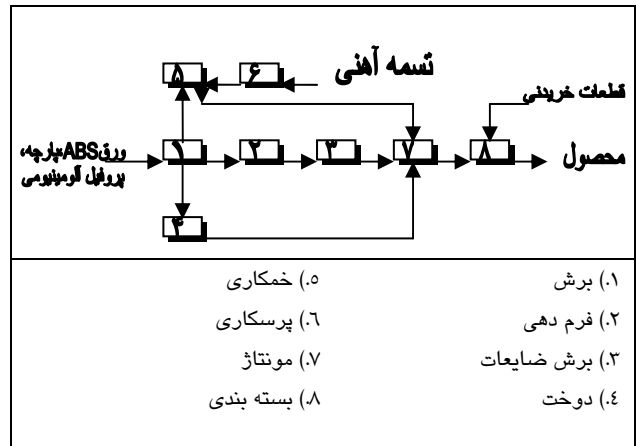 تسمه آهنی
۶
۵
قطعات خریدنی
ورق ABS،پارچه،
پروفیل آلومینیومی
۱
۲
۳
۷
۸
محصول
۴
۱.) برش
۵.) خمکاری
۲.) فرم دهی
۶.) پرسکاری
۳.) برش ضایعات
۷.) مونتاژ
۴.) دوخت
۸.) بسته بندی